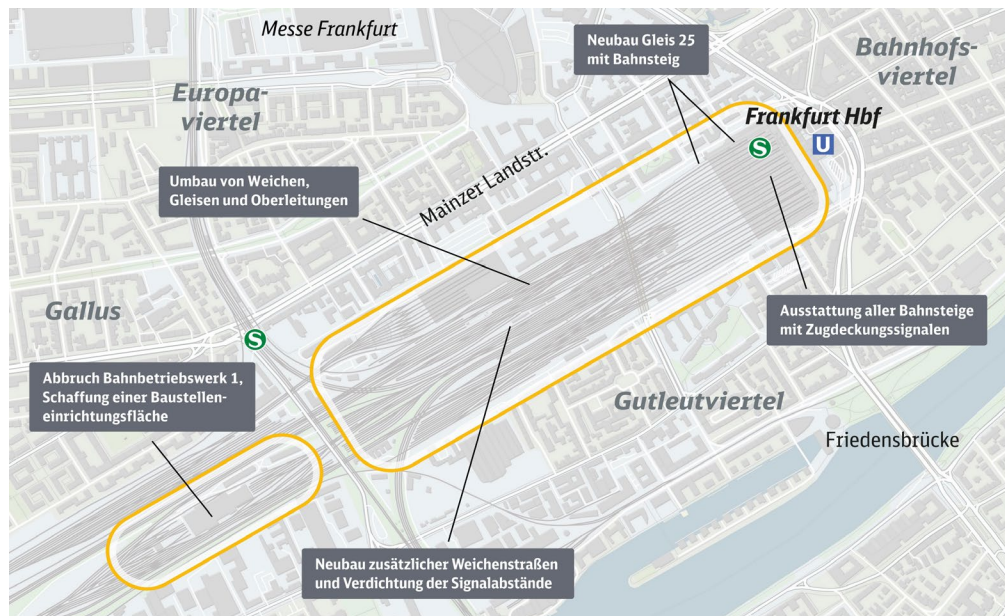 Messe Frankfurt
Neubau Gleis 25
mit Bahnsteig
Bahnhofs-
viertel
Europa-
viertel
Frankfurt Hbf
S
U
Umbau von Weichen,
Gleisen und Oberleitungen
Mainzer Landstr.
Gallus
S
Ausstattung aller Bahnsteige
mit Zugdeckungssignalen
Abbruch Bahnbetriebswerk 1,
Schaffung einer Baustellen-
einrichtungsfläche
Gutleutviertel
Friedensbrücke
Neubau zusätzlicher Weichenstraßen
und Verdichtung der Signalabstände